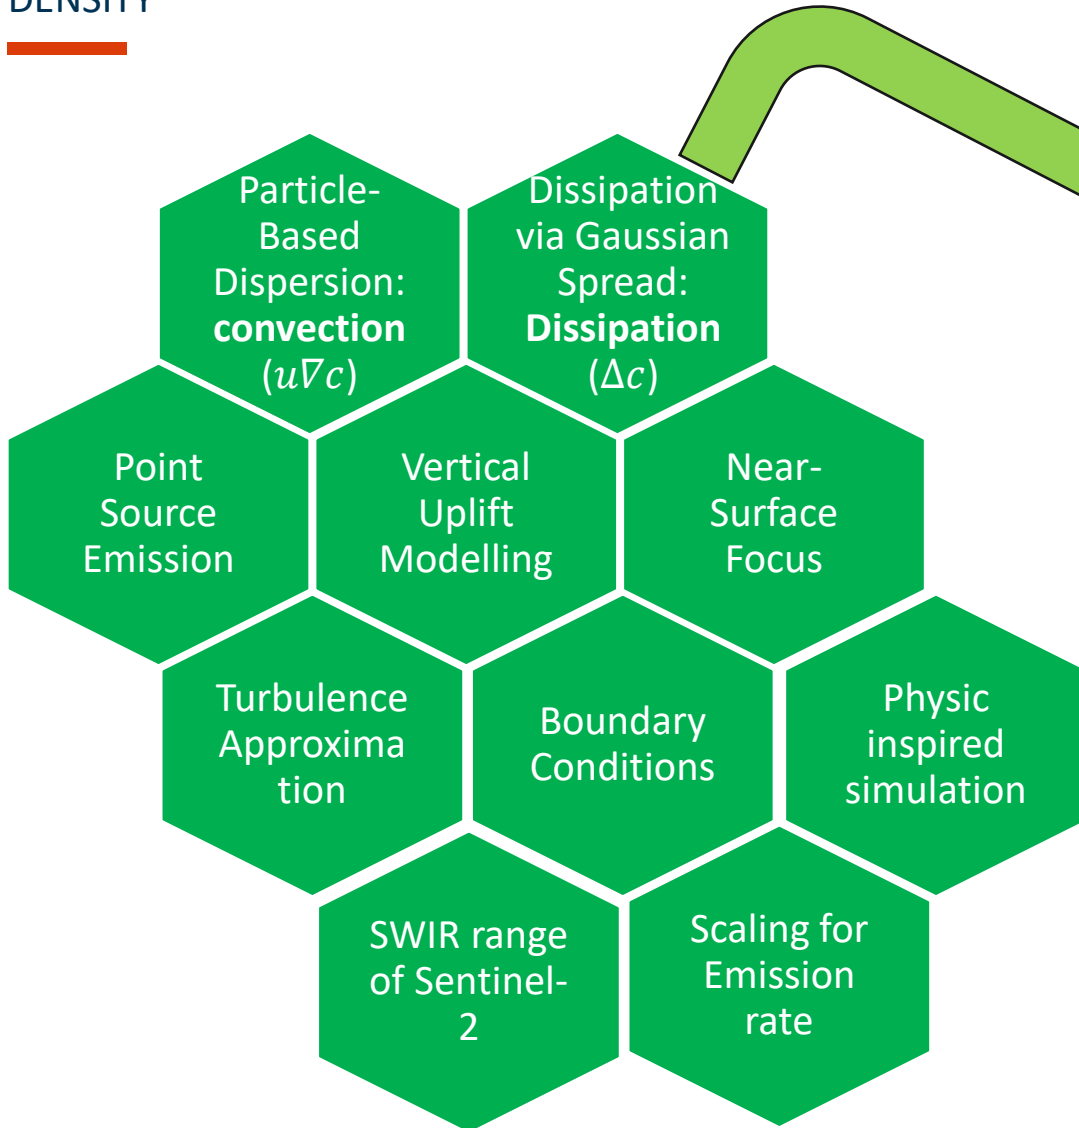 DENSITY
Particle-
Based
Dispersion:
convection
(u∇c)
Dissipation
via Gaussian
Spread:
Dissipation
(Δc)
Point
Source
Emission
Vertical
Uplift
Modelling
Near-
Surface
Focus
Turbulence
Approxima
tion
Boundary
Conditions
Physic
inspired
simulation
SWIR range
of Sentinel-
2
Scaling for
Emission
rate